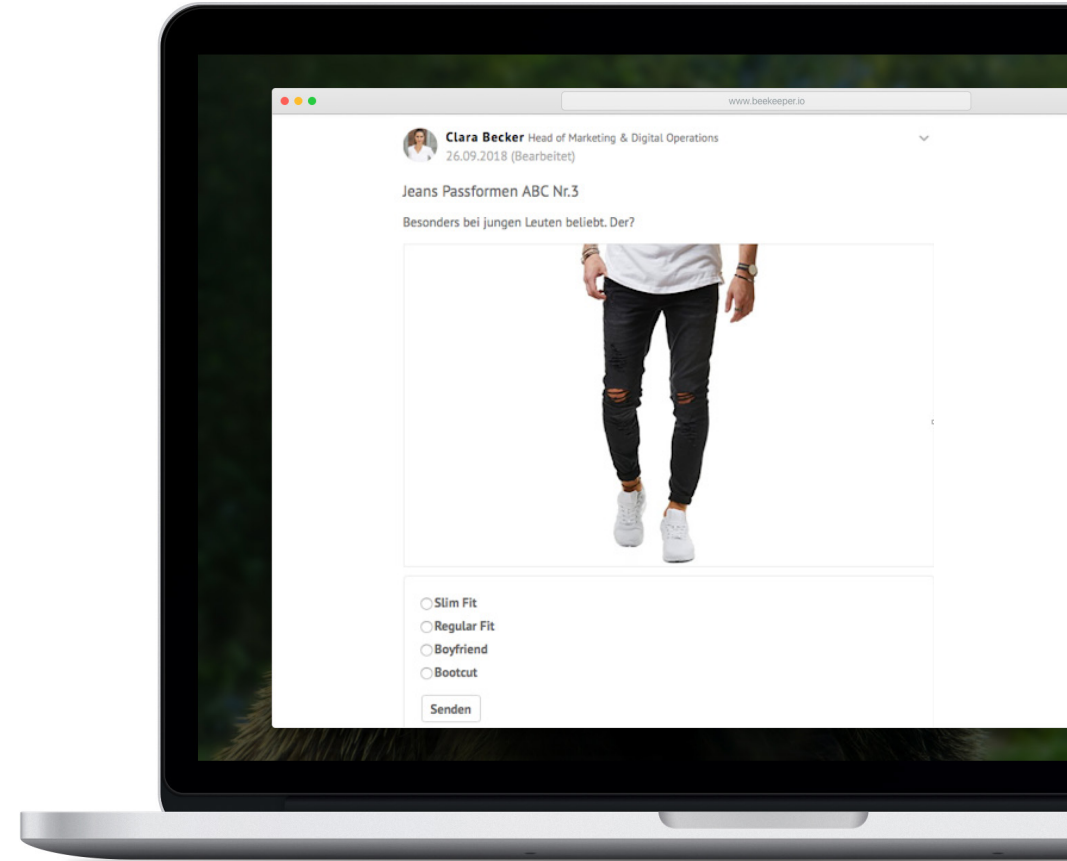 www.beekeeper.io
Clara Becker Head of Marketing & Digital Operations
26.09.2018 (Bearbeitet)
Jeans Passformen ABC Nr.3
Besonders bei jungen Leuten beliebt. Der?
Slim Fit
Regular Fit
Boyfriend
Bootcut
Senden